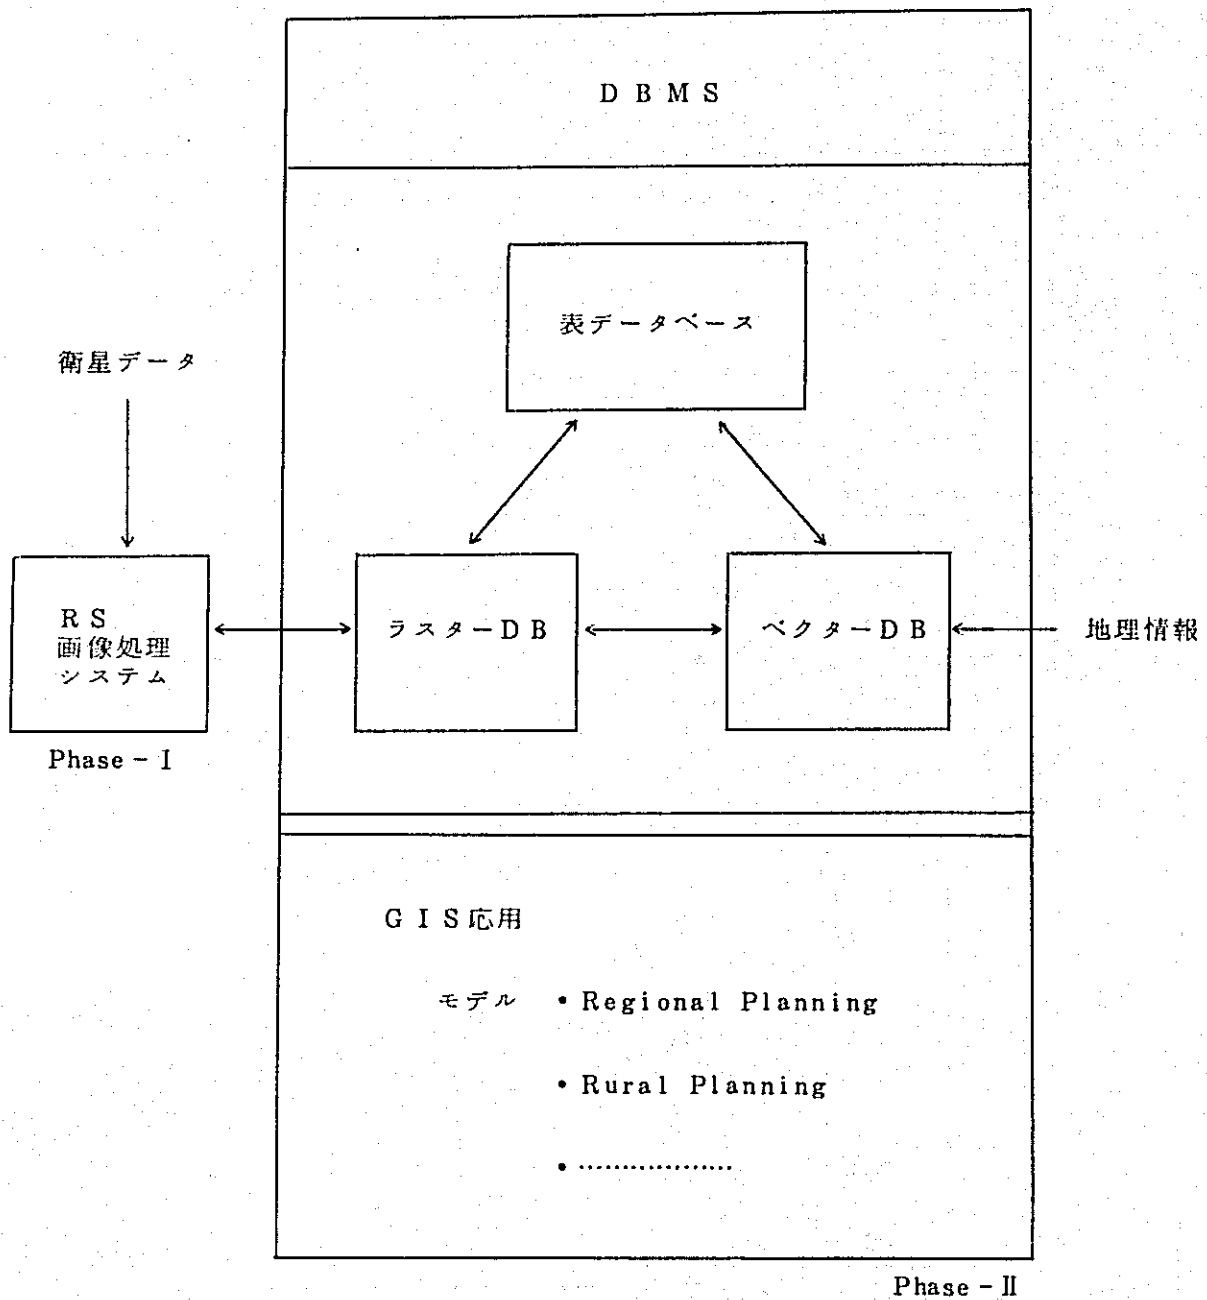 DBMS
表データベース
衛星データ
RS
画像処理
システム
Phase-I
ラスターDB
ベクターDB
地理情報
GIS応用
モデル • Regional Planning
• Rural Planning
• ..................
Phase-II